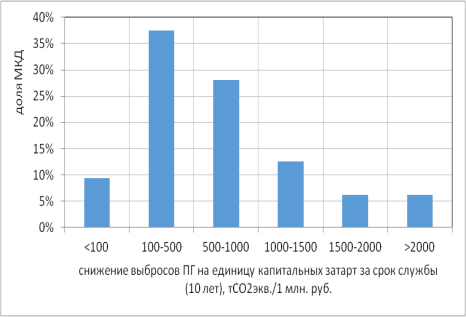 40%
35%
30%
25%
20%
15%
10%
5%
0%
доля МКД
<100 100-500 500-1000 1000-1500 1500-2000 >2000
снижение выбросов ПГ на единицу капитальных затарт за срок службы
(10 лет), тСО2экв./1 млн. руб.